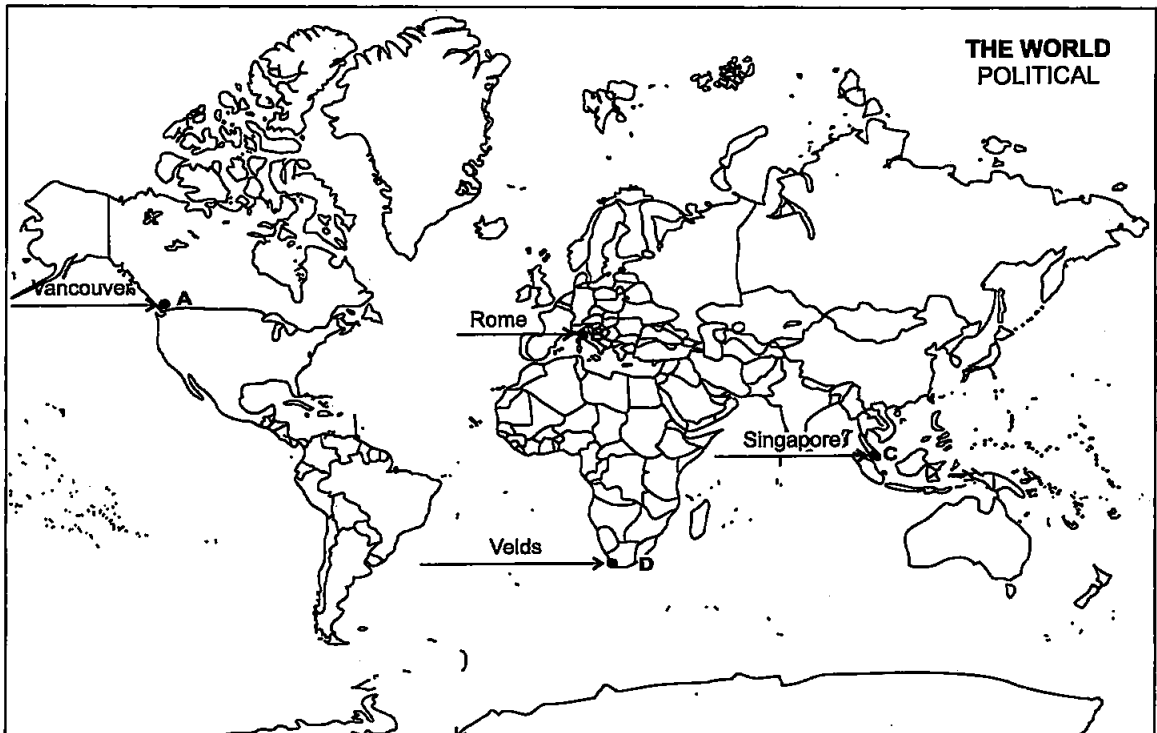 THE WORLD
POLITICAL
Vancouver
A
Rome
Singapore
C
Velds
D